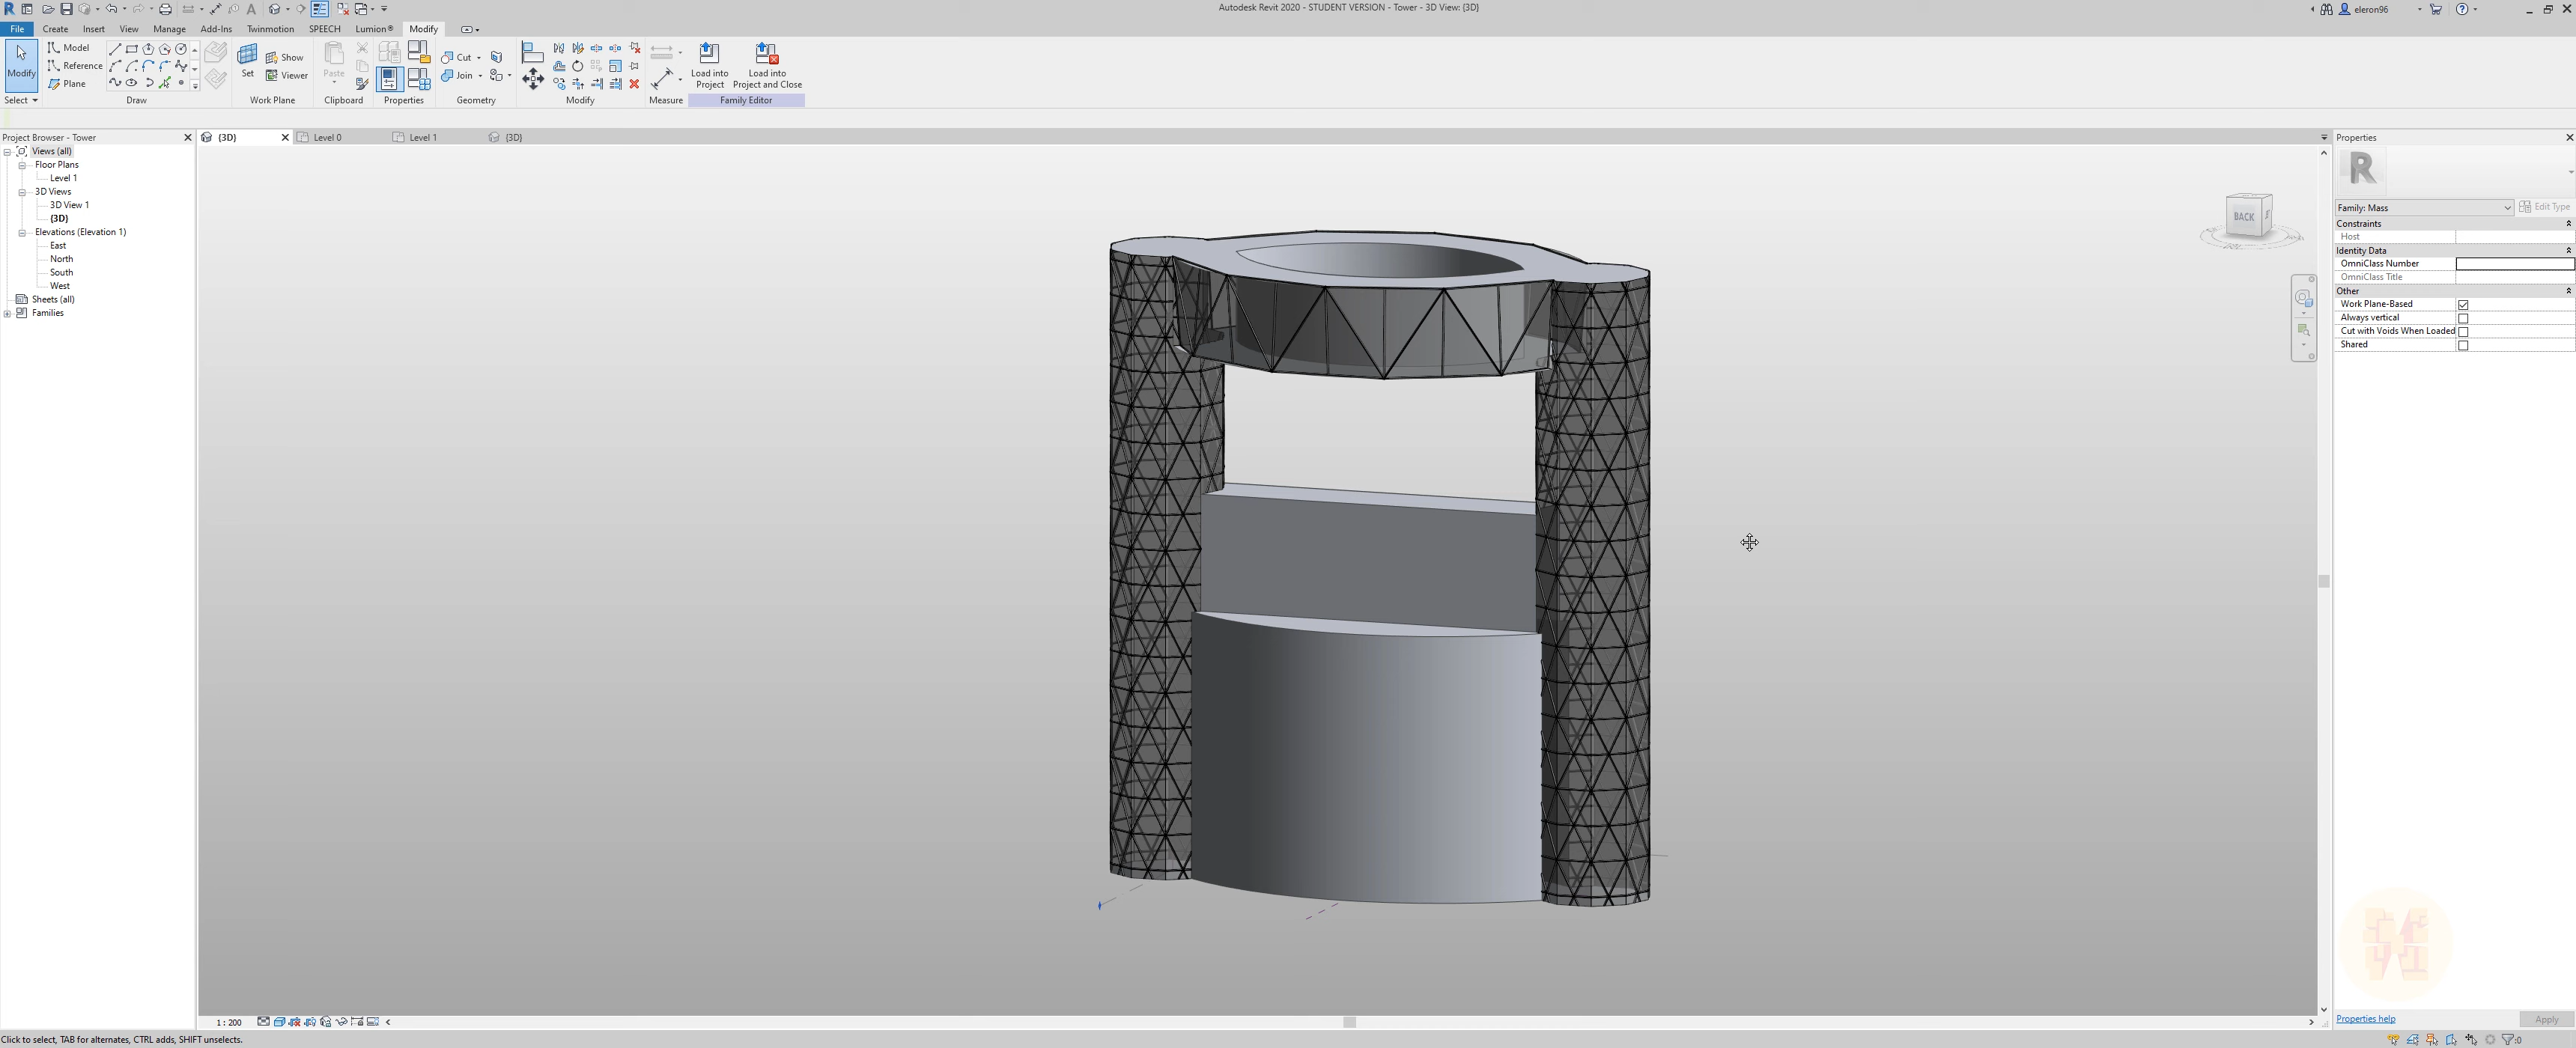 Autodesk Revit 2020 - STUDENT VERSION - Tower - 3D View: {3D}
eleron96
File Create Insert View Manage Add-Ins Twinmotion SPEECH Lumion® Modify
Modify
Model
Reference
Plane
Set
Show
Viewer
Paste
Cut
Join
Load into
Project
Load into
Project and Close
Select Draw Work Plane Clipboard Properties Geometry Modify Measure Family Editor
Project Browser - Tower
{3D} Level 0 Level 1 {3D}
Views (all)
Floor Plans
Level 1
3D Views
3D View 1
{3D}
Elevations (Elevation 1)
East
North
South
West
Sheets (all)
Families
BACK
Properties
R
Family: Mass Edit Type
Constraints
Host
Identity Data
OmniClass Number
OmniClass Title
Other
Work Plane-Based
Always vertical
Cut with Voids When Loaded
Shared
Properties help Apply
1 : 200
Click to select, TAB for alternates, CTRL adds, SHIFT unselects.
:0